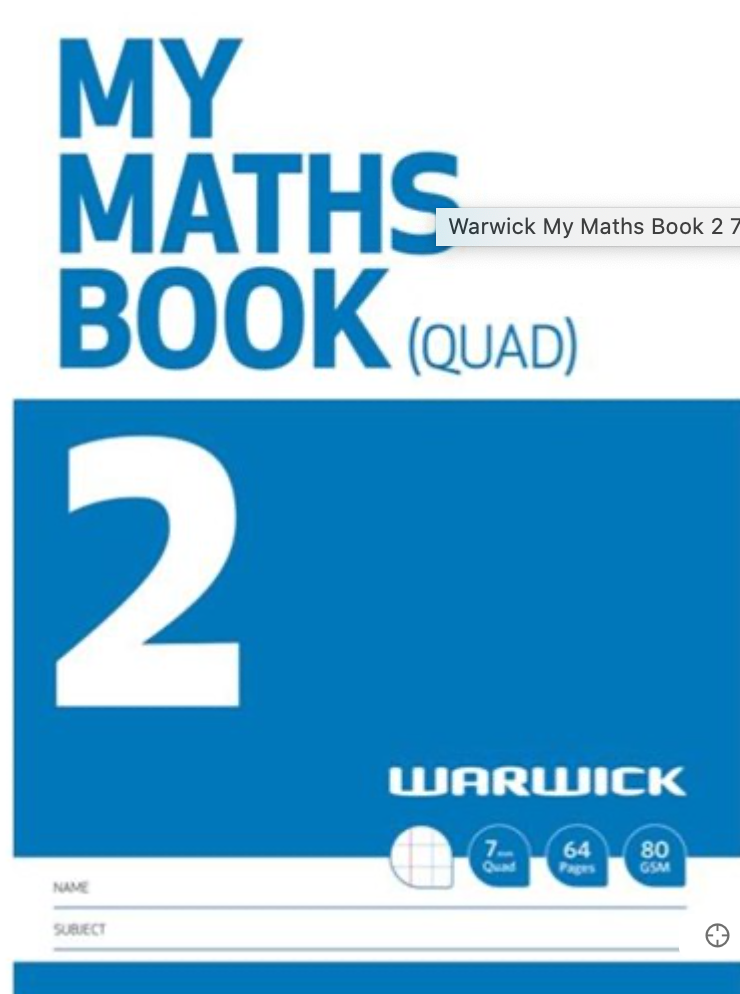 MY
MATHS
Warwick My Maths Book 2 7
BOOK (QUAD)
2
WARWICK
7mm Quad
64 Pages
80 GSM
NAME
SUBJECT